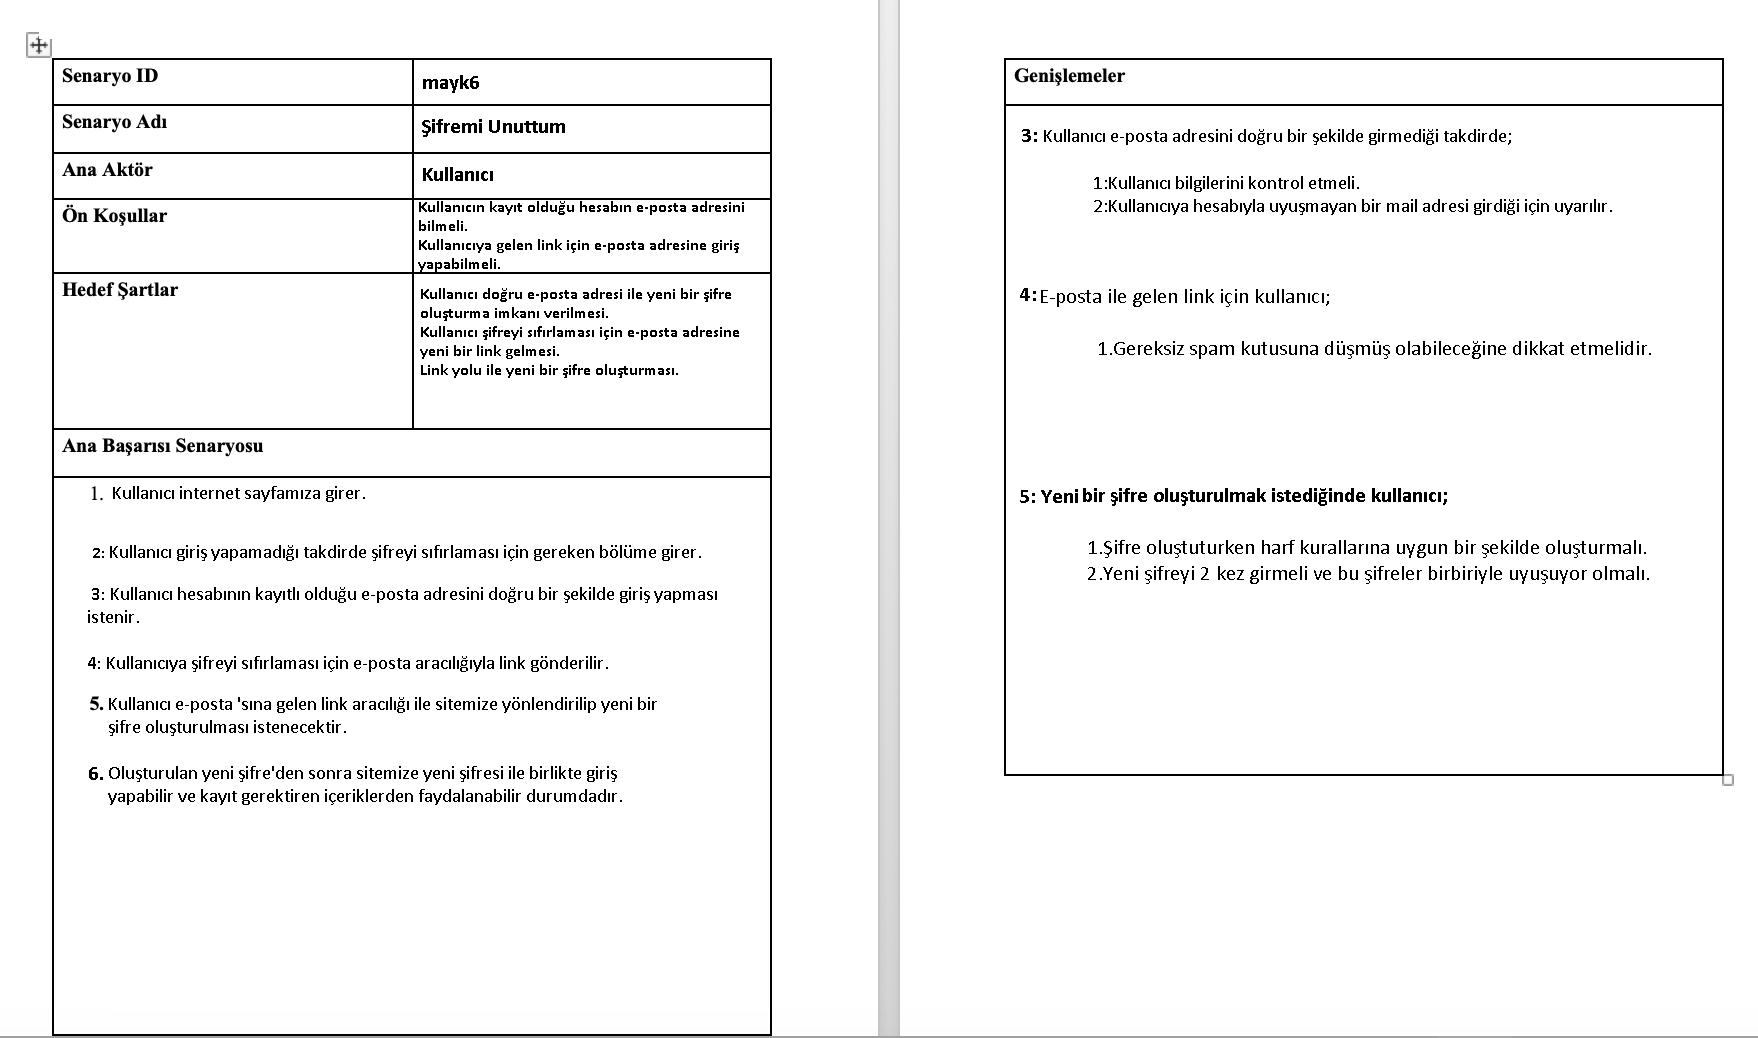 Senaryo ID
mayk6
Senaryo Adı
Şifremi Unuttum
Ana Aktör
Kullanıcı
Ön Koşullar
Kullanıcın kayıt olduğu hesabın e-posta adresini
bilmeli.
Kullanıcıya gelen link için e-posta adresine giriş
yapabilmeli.
Hedef Şartlar
Kullanıcı doğru e-posta adresi ile yeni bir şifre
oluşturma imkanı verilmesi.
Kullanıcı şifreyi sıfırlaması için e-posta adresine
yeni bir link gelmesi.
Link yolu ile yeni bir şifre oluşturması.
Ana Başarısı Senaryosu
1. Kullanıcı internet sayfamıza girer.
2: Kullanıcı giriş yapamadığı takdirde şifreyi sıfırlaması için gereken bölüme girer.
3: Kullanıcı hesabının kayıtlı olduğu e-posta adresini doğru bir şekilde giriş yapması
istenir.
4: Kullanıcıya şifreyi sıfırlaması için e-posta aracılığıyla link gönderilir.
5. Kullanıcı e-posta 'sına gelen link aracılığı ile sitemize yönlendirilip yeni bir
şifre oluşturulması istenecektir.
6. Oluşturulan yeni şifre'den sonra sitemize yeni şifresi ile birlikte giriş
yapabilir ve kayıt gerektiren içeriklerden faydalanabilir durumdadır.
Genişlemeler
3: Kullanıcı e-posta adresini doğru bir şekilde girmediği takdirde;
1:Kullanıcı bilgilerini kontrol etmeli.
2:Kullanıcıya hesabıyla uyuşmayan bir mail adresi girdiği için uyarılır.
4:E-posta ile gelen link için kullanıcı;
1.Gereksiz spam kutusuna düşmüş olabileceğine dikkat etmelidir.
5: Yeni bir şifre oluşturulmak istediğinde kullanıcı;
1.Şifre oluştuturken harf kurallarına uygun bir şekilde oluşturmalı.
2.Yeni şifreyi 2 kez girmeli ve bu şifreler birbiriyle uyuşuyor olmalı.